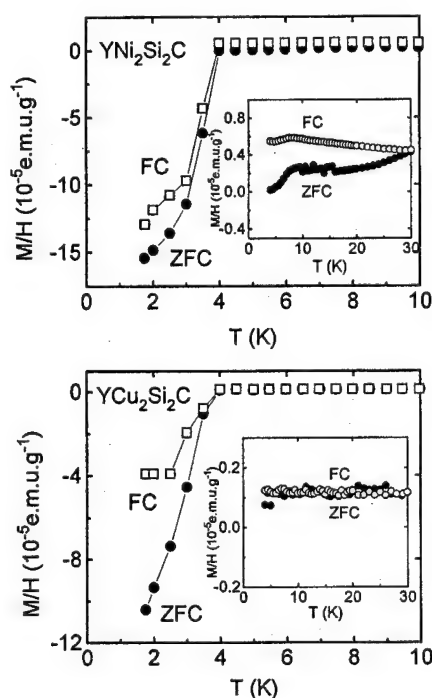 YNi₂Si₂C
0
-5
-10
-15
M/H (10⁻⁵e.m.u.g⁻¹)
FC
ZFC
0 2 4 6 8 10
T (K)
0.8
0.4
0.0
0.4
M/H (10⁻⁵e.m.u.g⁻¹)
FC
ZFC
0 10 20 30
T (K)
YCu₂Si₂C
0
-4
-8
-12
M/H (10⁻⁵e.m.u.g⁻¹)
FC
ZFC
0 2 4 6 8 10
T (K)
0.2
0.0
-0.2
M/H (10⁻⁵e.m.u.g⁻¹)
FC
ZFC
0 10 20 30
T (K)